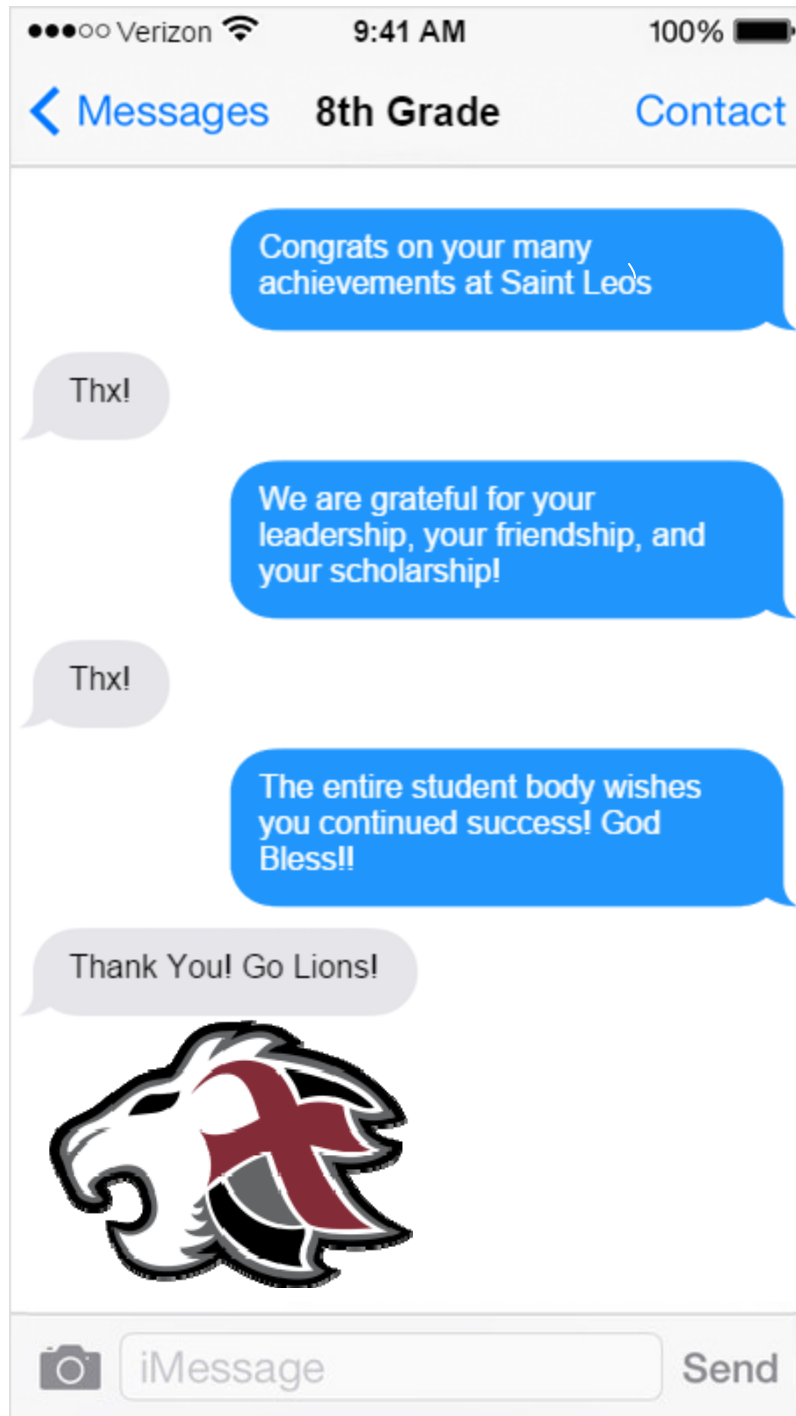 ●●●○○ Verizon 9:41 AM 100%
Messages 8th Grade Contact
Congrats on your many
achievements at Saint Leo's
Thx!
We are grateful for your
leadership, your friendship, and
your scholarship!
Thx!
The entire student body wishes
you continued success! God
Bless!!
Thank You! Go Lions!
iMessage Send